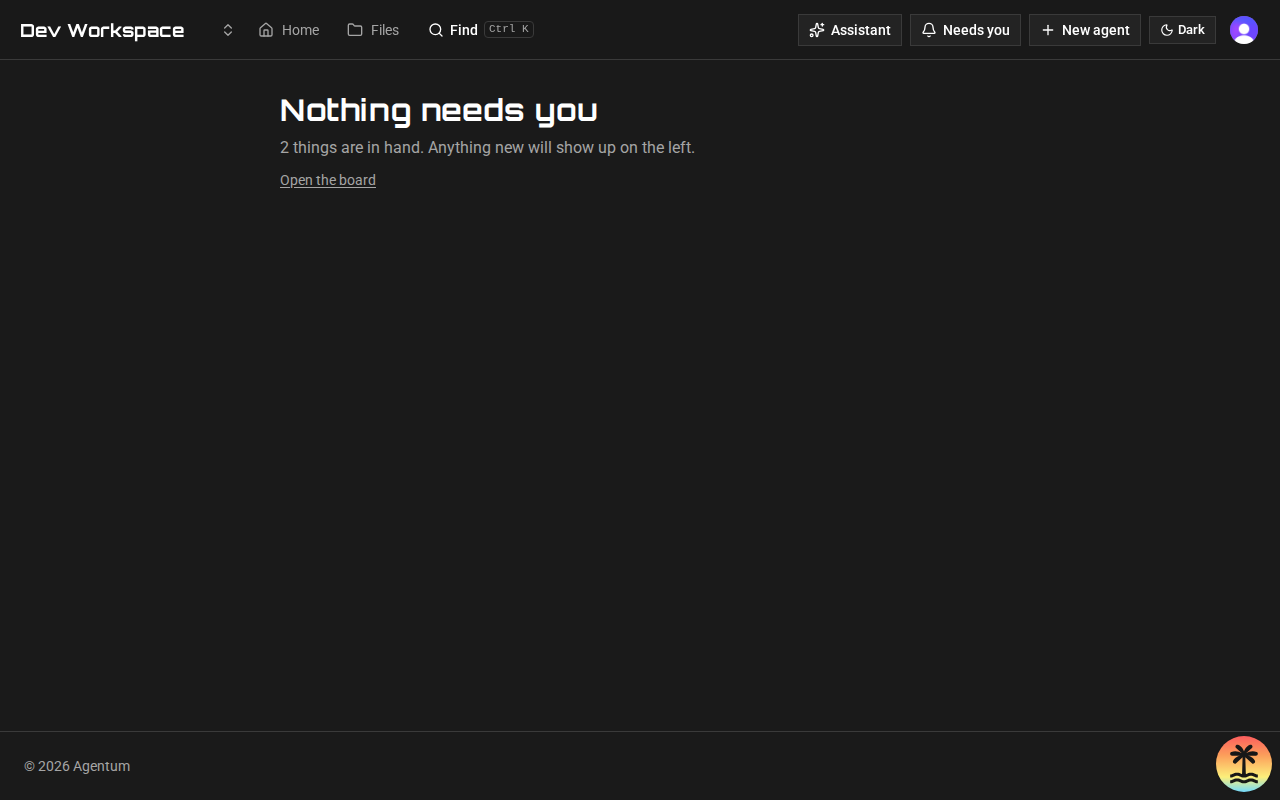 Dev Workspace
Home
Files
Find
Ctrl K
Assistant
Needs you
New agent
Dark
Nothing needs you
2 things are in hand. Anything new will show up on the left.
Open the board
© 2026 Agentum